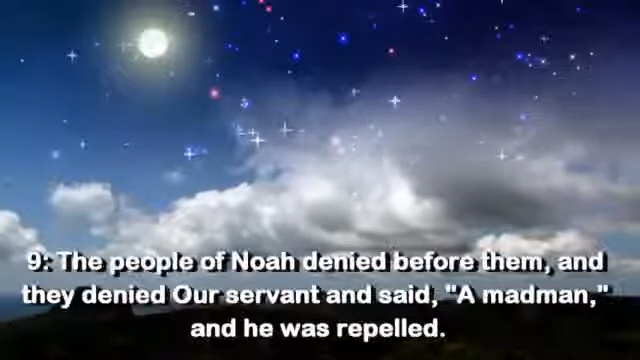 9: The people of Noah denied before them, and
they denied Our servant and said, "A madman,"
and he was repelled.